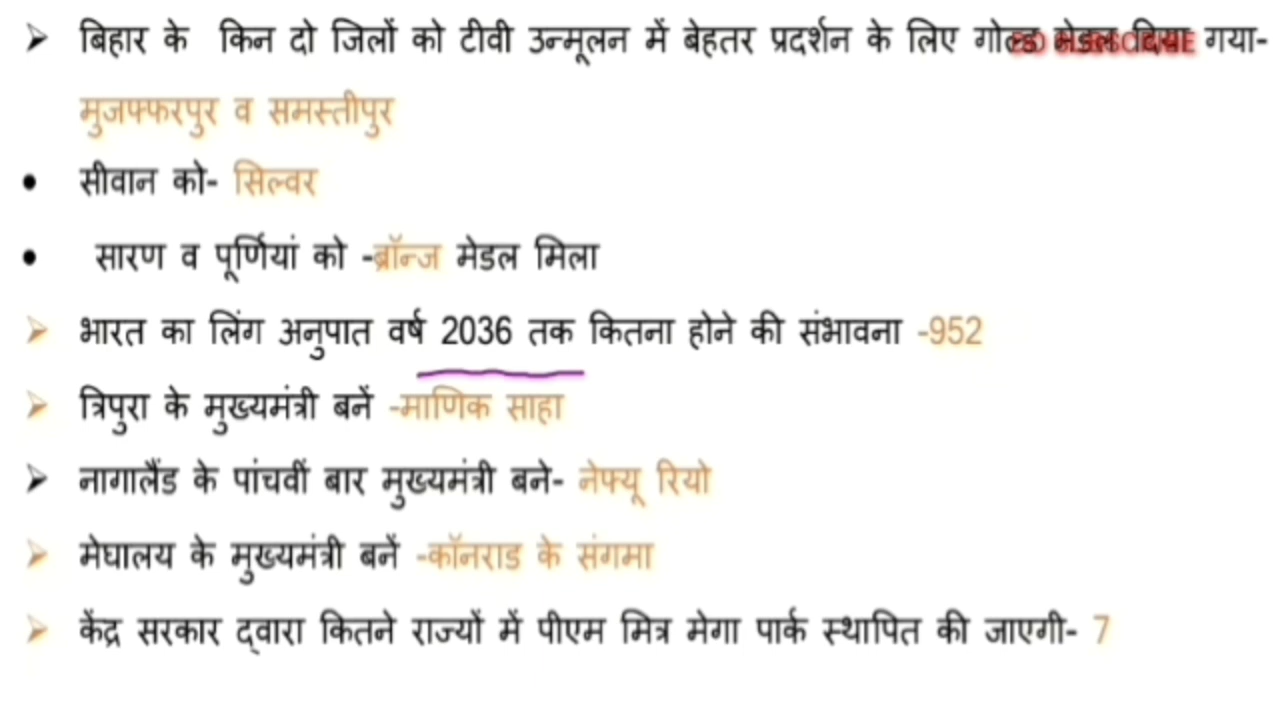 ➢ बिहार के किन दो जिलों को टीवी उन्मूलन में बेहतर प्रदर्शन के लिए गोल्ड मेडल दिया गया-
मुजफ्फरपुर व समस्तीपुर
• सीवान को- सिल्वर
• सारण व पूर्णियां को -ब्रॉन्ज मेडल मिला
➢ भारत का लिंग अनुपात वर्ष 2036 तक कितना होने की संभावना -952
➢ त्रिपुरा के मुख्यमंत्री बनें -माणिक साहा
➢ नागालैंड के पांचवीं बार मुख्यमंत्री बने- नेफ्यू रियो
➢ मेघालय के मुख्यमंत्री बनें -कॉनराड के संगमा
➢ केंद्र सरकार द्वारा कितने राज्यों में पीएम मित्र मेगा पार्क स्थापित की जाएगी- 7